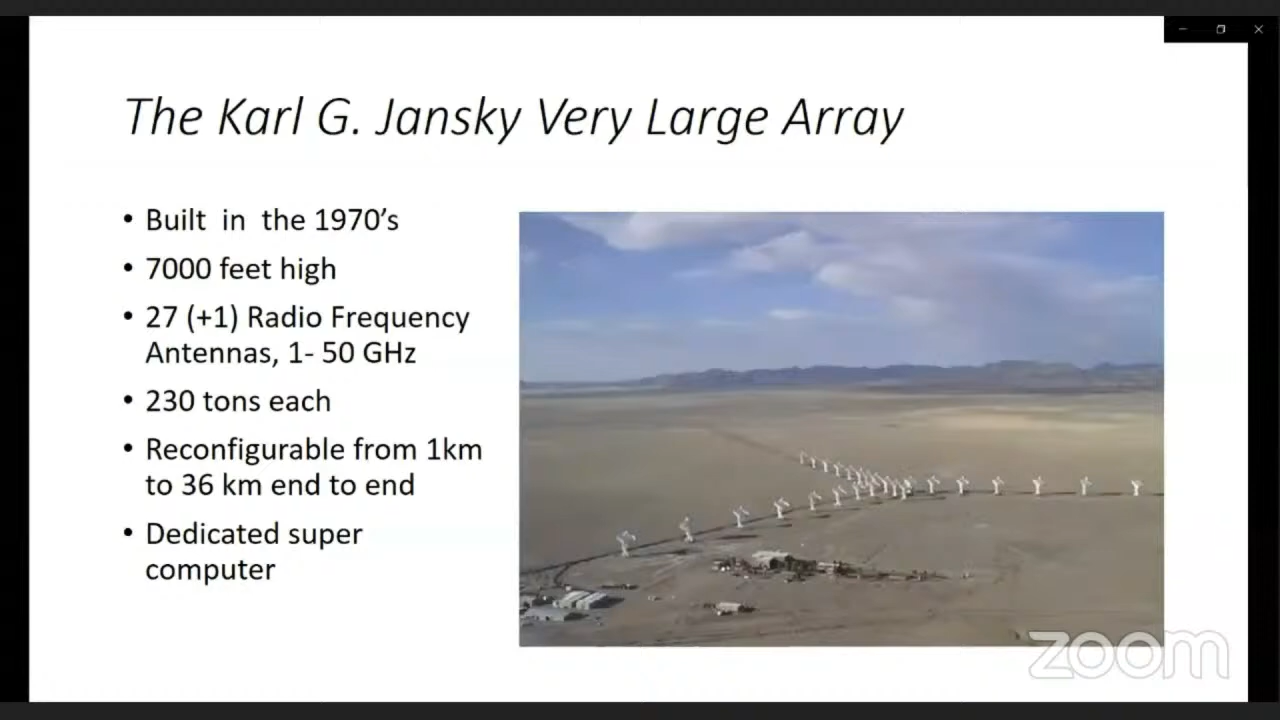 The Karl G. Jansky Very Large Array
• Built in the 1970’s
• 7000 feet high
• 27 (+1) Radio Frequency
Antennas, 1- 50 GHz
• 230 tons each
• Reconfigurable from 1km
to 36 km end to end
• Dedicated super
computer
zoom